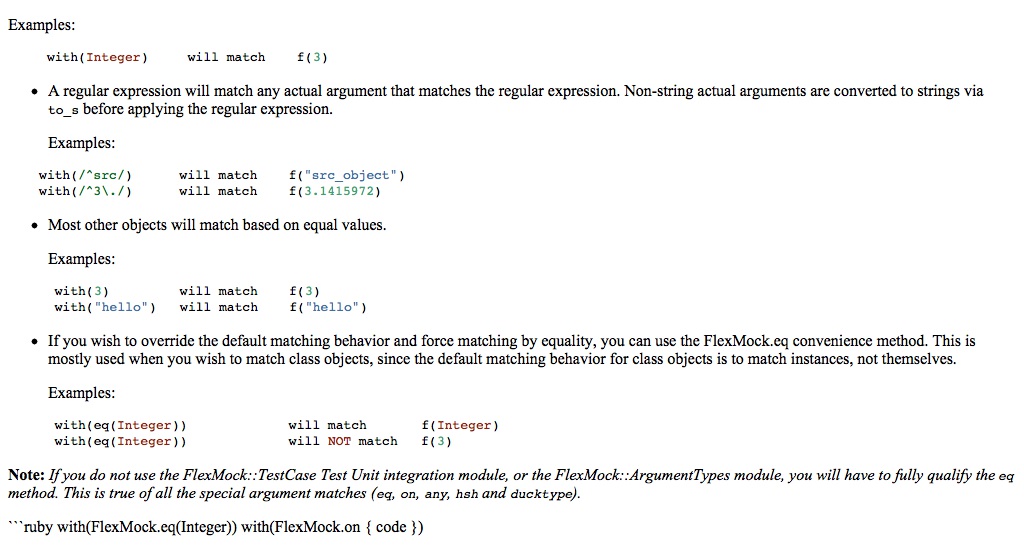 Examples:
with(Integer) will match f(3)
• A regular expression will match any actual argument that matches the regular expression. Non-string actual arguments are converted to strings via
to_s before applying the regular expression.
Examples:
with(/^src/) will match f("src_object")
with(/^3\./) will match f(3.1415972)
• Most other objects will match based on equal values.
Examples:
with(3) will match f(3)
with("hello") will match f("hello")
• If you wish to override the default matching behavior and force matching by equality, you can use the FlexMock.eq convenience method. This is
mostly used when you wish to match class objects, since the default matching behavior for class objects is to match instances, not themselves.
Examples:
with(eq(Integer)) will match f(Integer)
with(eq(Integer)) will NOT match f(3)
Note: If you do not use the FlexMock::TestCase Test Unit integration module, or the FlexMock::ArgumentTypes module, you will have to fully qualify the eq
method. This is true of all the special argument matches (eq, on, any, hsh and ducktype).
```ruby with(FlexMock.eq(Integer)) with(FlexMock.on { code })